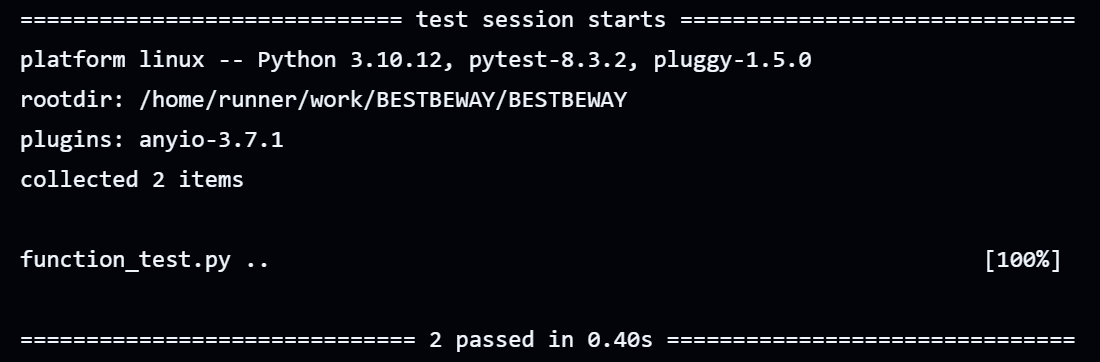 ============================= test session starts ==============================
platform linux -- Python 3.10.12, pytest-8.3.2, pluggy-1.5.0
rootdir: /home/runner/work/BESTBEWAY/BESTBEWAY
plugins: anyio-3.7.1
collected 2 items
function_test.py .. [100%]
============================== 2 passed in 0.40s ===============================